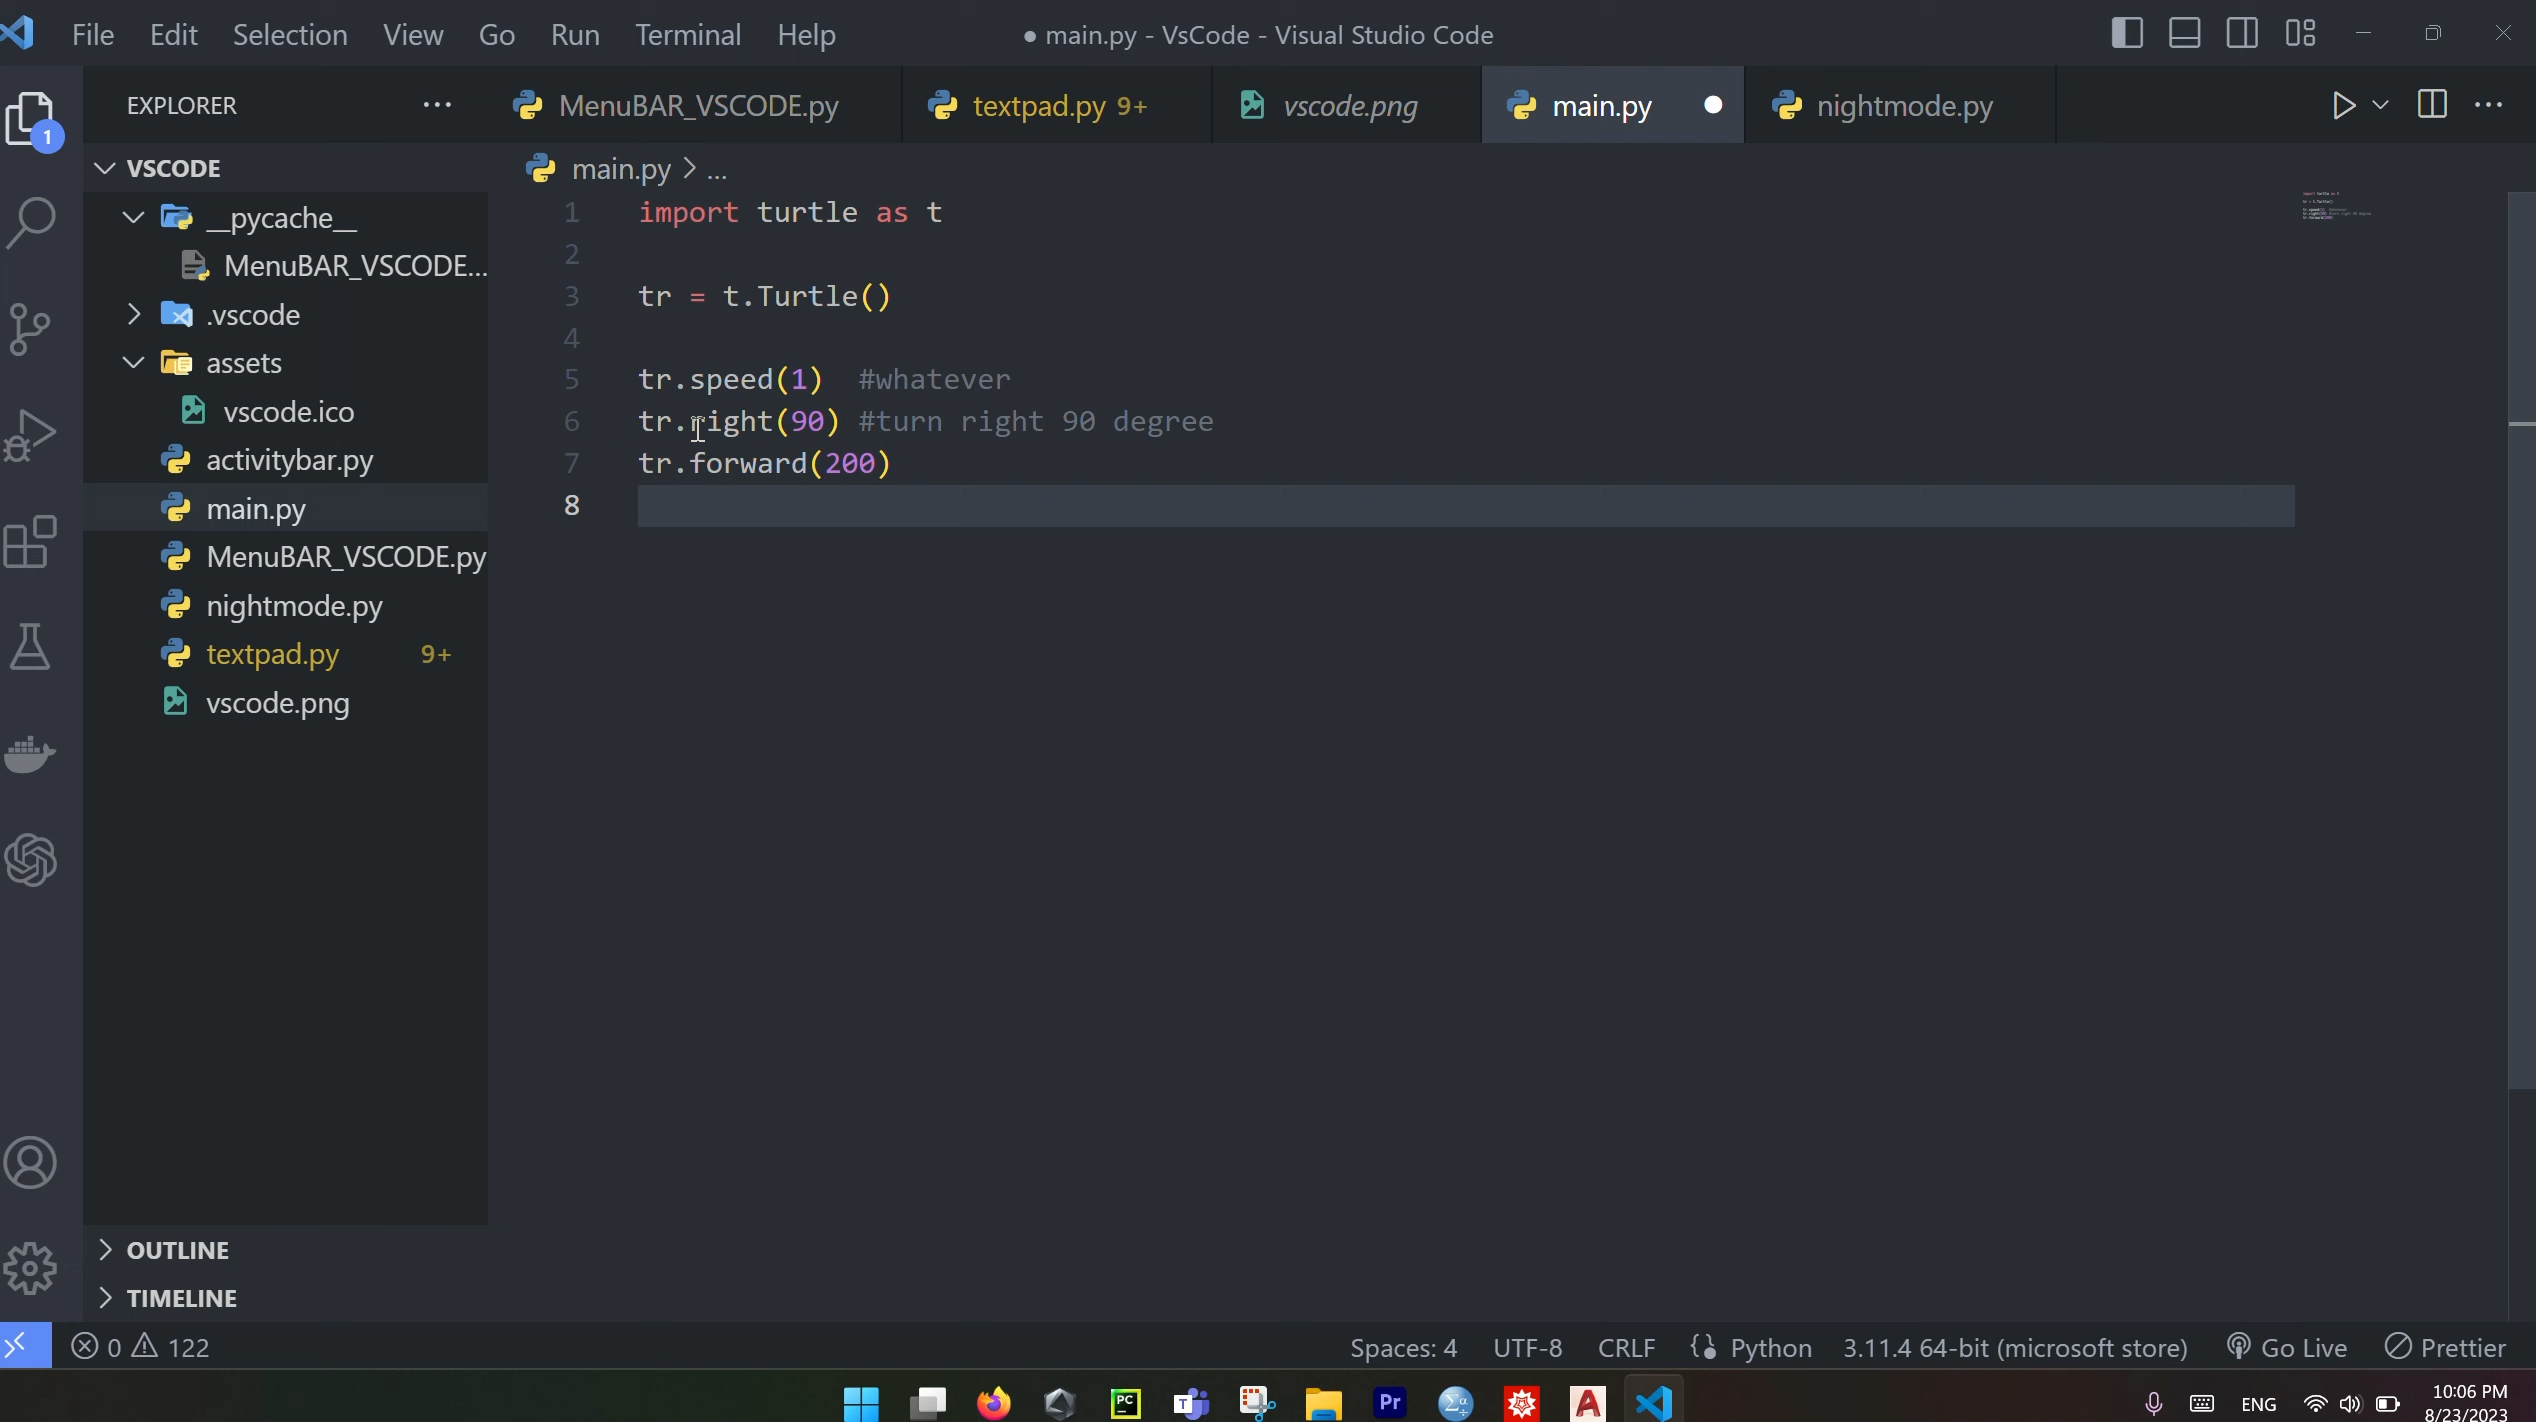 File Edit Selection View Go Run Terminal Help ● main.py - VsCode - Visual Studio Code
EXPLORER ...
MenuBAR_VSCODE.py textpad.py 9+ vscode.png main.py ● nightmode.py
1
VSCODE
__pycache__
MenuBAR_VSCODE...
.vscode
assets
vscode.ico
activitybar.py
main.py
MenuBAR_VSCODE.py
nightmode.py
textpad.py 9+
vscode.png
OUTLINE
TIMELINE
main.py > ...
1 import turtle as t
2
3 tr = t.Turtle()
4
5 tr.speed(1)  #whatever
6 tr.right(90) #turn right 90 degree
7 tr.forward(200)
8
0 122 Spaces: 4 UTF-8 CRLF {} Python 3.11.4 64-bit (microsoft store) Go Live Prettier
PC T Pr Σα÷ A ENG 10:06 PM
8/23/2023